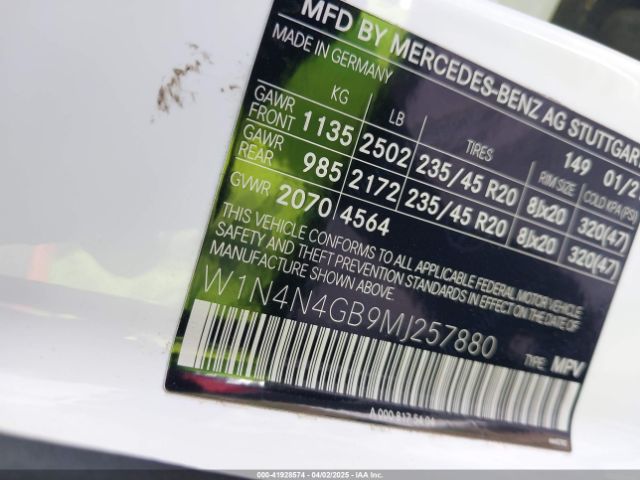 MFD BY MERCEDES-BENZ AG STUTTGAR
MADE IN GERMANY 149 01/
KG LB TIRES RIM SIZE COLD KPA (PS
GAWR FRONT 1135 2502 235/45 R20 8Jx20 320(47)
GAWR REAR 985 2172 235/45 R20 8Jx20 320(47)
GVWR 2070 4564
THIS VEHICLE CONFORMS TO ALL APPLICABLE FEDERAL MOTOR VEHICLE
SAFETY AND THEFT PREVENTION STANDARDS IN EFFECT ON THE DATE OF
MANUFACTURE SHOWN ABOVE
W1N4N4GB9MJ257880
TYPE: MPV
A 000 817
000-41928574 04/02/2025 - IAA Inc.